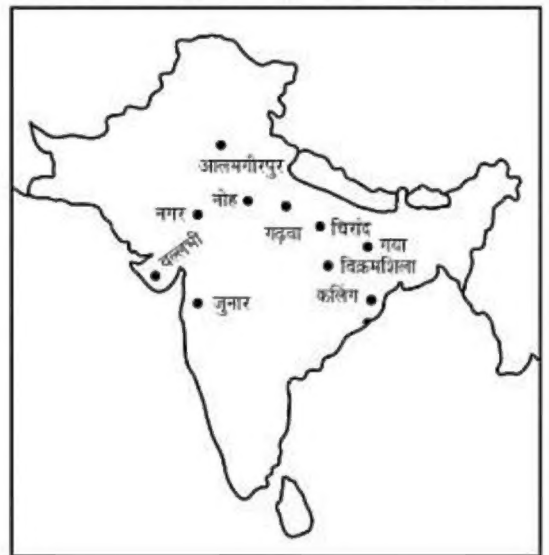 आलमगीरपुर
नोह
नगर
गढ़वा
चिरांद
गया
वल्लभी
विक्रमशिला
कलिंग
जुनार